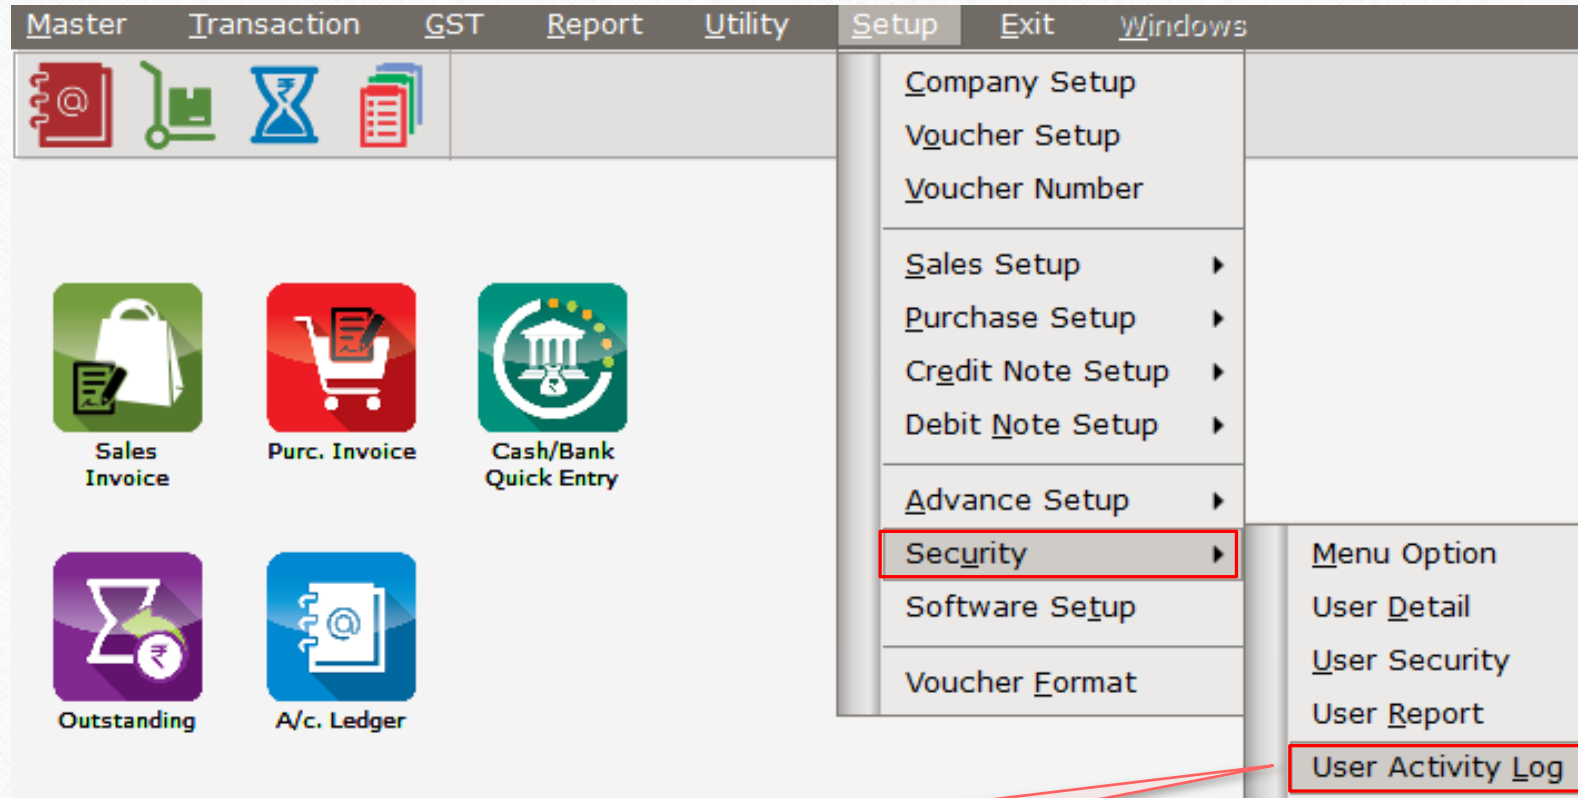 Master Transaction GST Report Utility Setup Exit Windows
Company Setup
Voucher Setup
Voucher Number
Sales Setup
Purchase Setup
Credit Note Setup
Debit Note Setup
Advance Setup
Security
Software Setup
Voucher Format
Menu Option
User Detail
User Security
User Report
User Activity Log
Sales
Invoice
Purc. Invoice
Cash/Bank
Quick Entry
Outstanding
A/c. Ledger